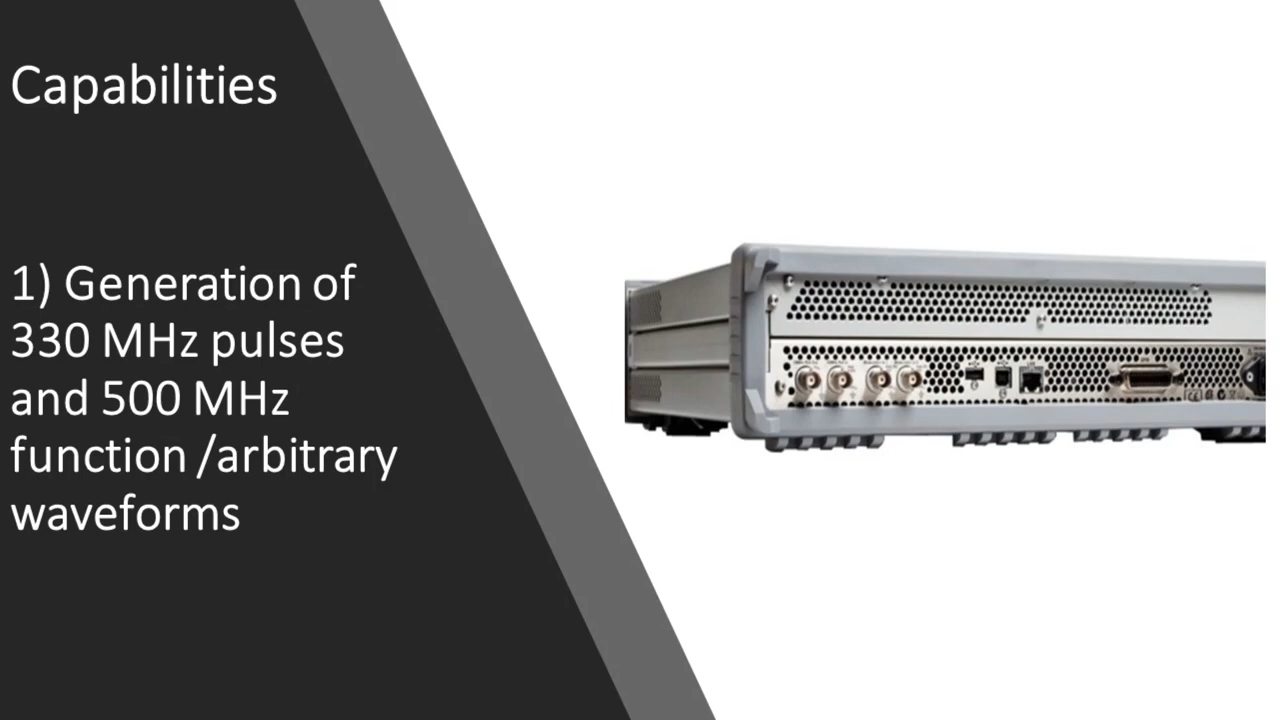 Capabilities
1) Generation of
330 MHz pulses
and 500 MHz
function /arbitrary
waveforms